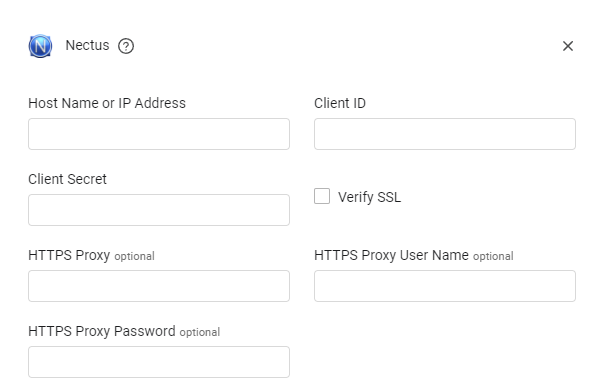 N
Nectus ?
Host Name or IP Address
Client ID
Client Secret
Verify SSL
HTTPS Proxy optional
HTTPS Proxy User Name optional
HTTPS Proxy Password optional